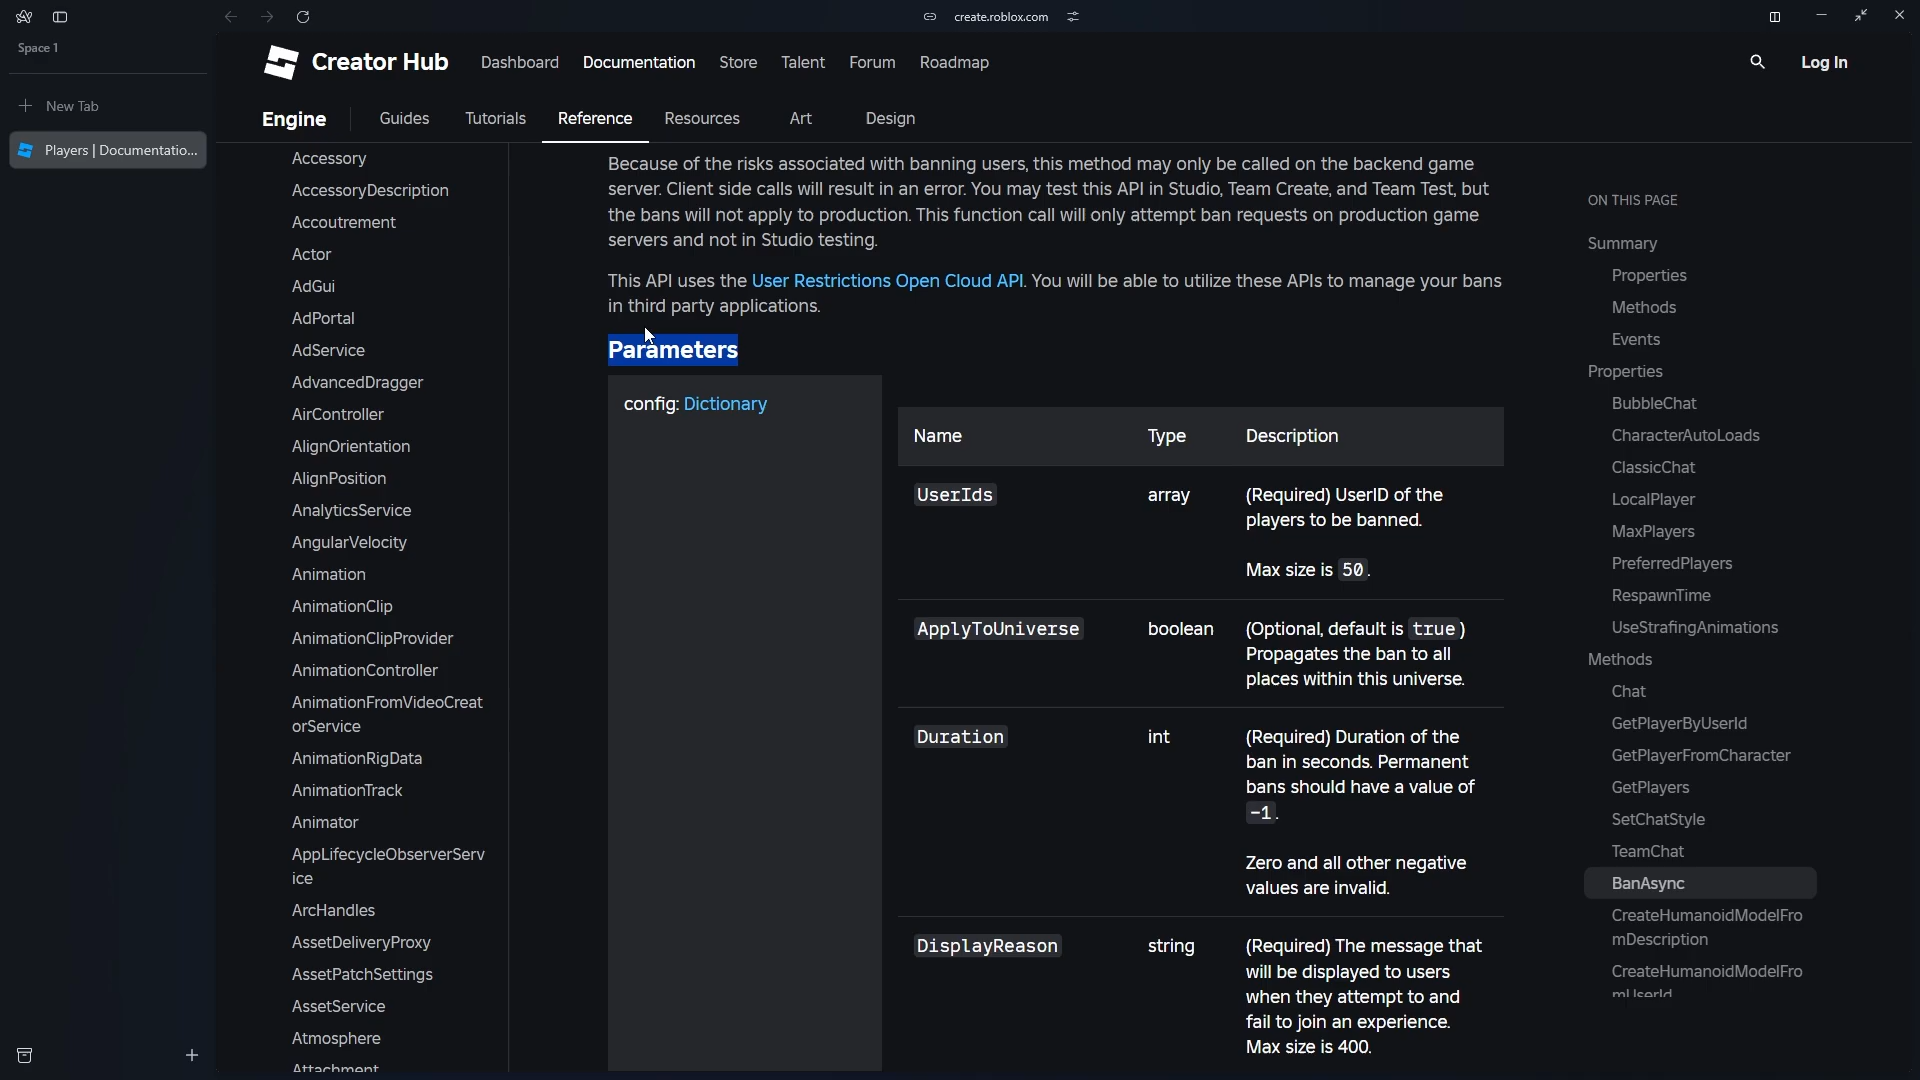 create.roblox.com
Space 1
New Tab
Players | Documentatio...
Creator Hub
Dashboard
Documentation
Store
Talent
Forum
Roadmap
Log In
Engine
Guides
Tutorials
Reference
Resources
Art
Design
Accessory
AccessoryDescription
Accoutrement
Actor
AdGui
AdPortal
AdService
AdvancedDragger
AirController
AlignOrientation
AlignPosition
AnalyticsService
AngularVelocity
Animation
AnimationClip
AnimationClipProvider
AnimationController
AnimationFromVideoCreat
orService
AnimationRigData
AnimationTrack
Animator
AppLifecycleObserverServ
ice
ArcHandles
AssetDeliveryProxy
AssetPatchSettings
AssetService
Atmosphere
Attachment
Because of the risks associated with banning users, this method may only be called on the backend game
server. Client side calls will result in an error. You may test this API in Studio, Team Create, and Team Test, but
the bans will not apply to production. This function call will only attempt ban requests on production game
servers and not in Studio testing.
This API uses the User Restrictions Open Cloud API. You will be able to utilize these APIs to manage your bans
in third party applications.
Parameters
config: Dictionary
Name Type Description
UserIds array (Required) UserID of the
players to be banned.
Max size is 50.
ApplyToUniverse boolean (Optional, default is true)
Propagates the ban to all
places within this universe.
Duration int (Required) Duration of the
ban in seconds. Permanent
bans should have a value of
-1.
Zero and all other negative
values are invalid.
DisplayReason string (Required) The message that
will be displayed to users
when they attempt to and
fail to join an experience.
Max size is 400.
ON THIS PAGE
Summary
Properties
Methods
Events
Properties
BubbleChat
CharacterAutoLoads
ClassicChat
LocalPlayer
MaxPlayers
PreferredPlayers
RespawnTime
UseStrafingAnimations
Methods
Chat
GetPlayerByUserId
GetPlayerFromCharacter
GetPlayers
SetChatStyle
TeamChat
BanAsync
CreateHumanoidModelFro
mDescription
CreateHumanoidModelFro
mUserId